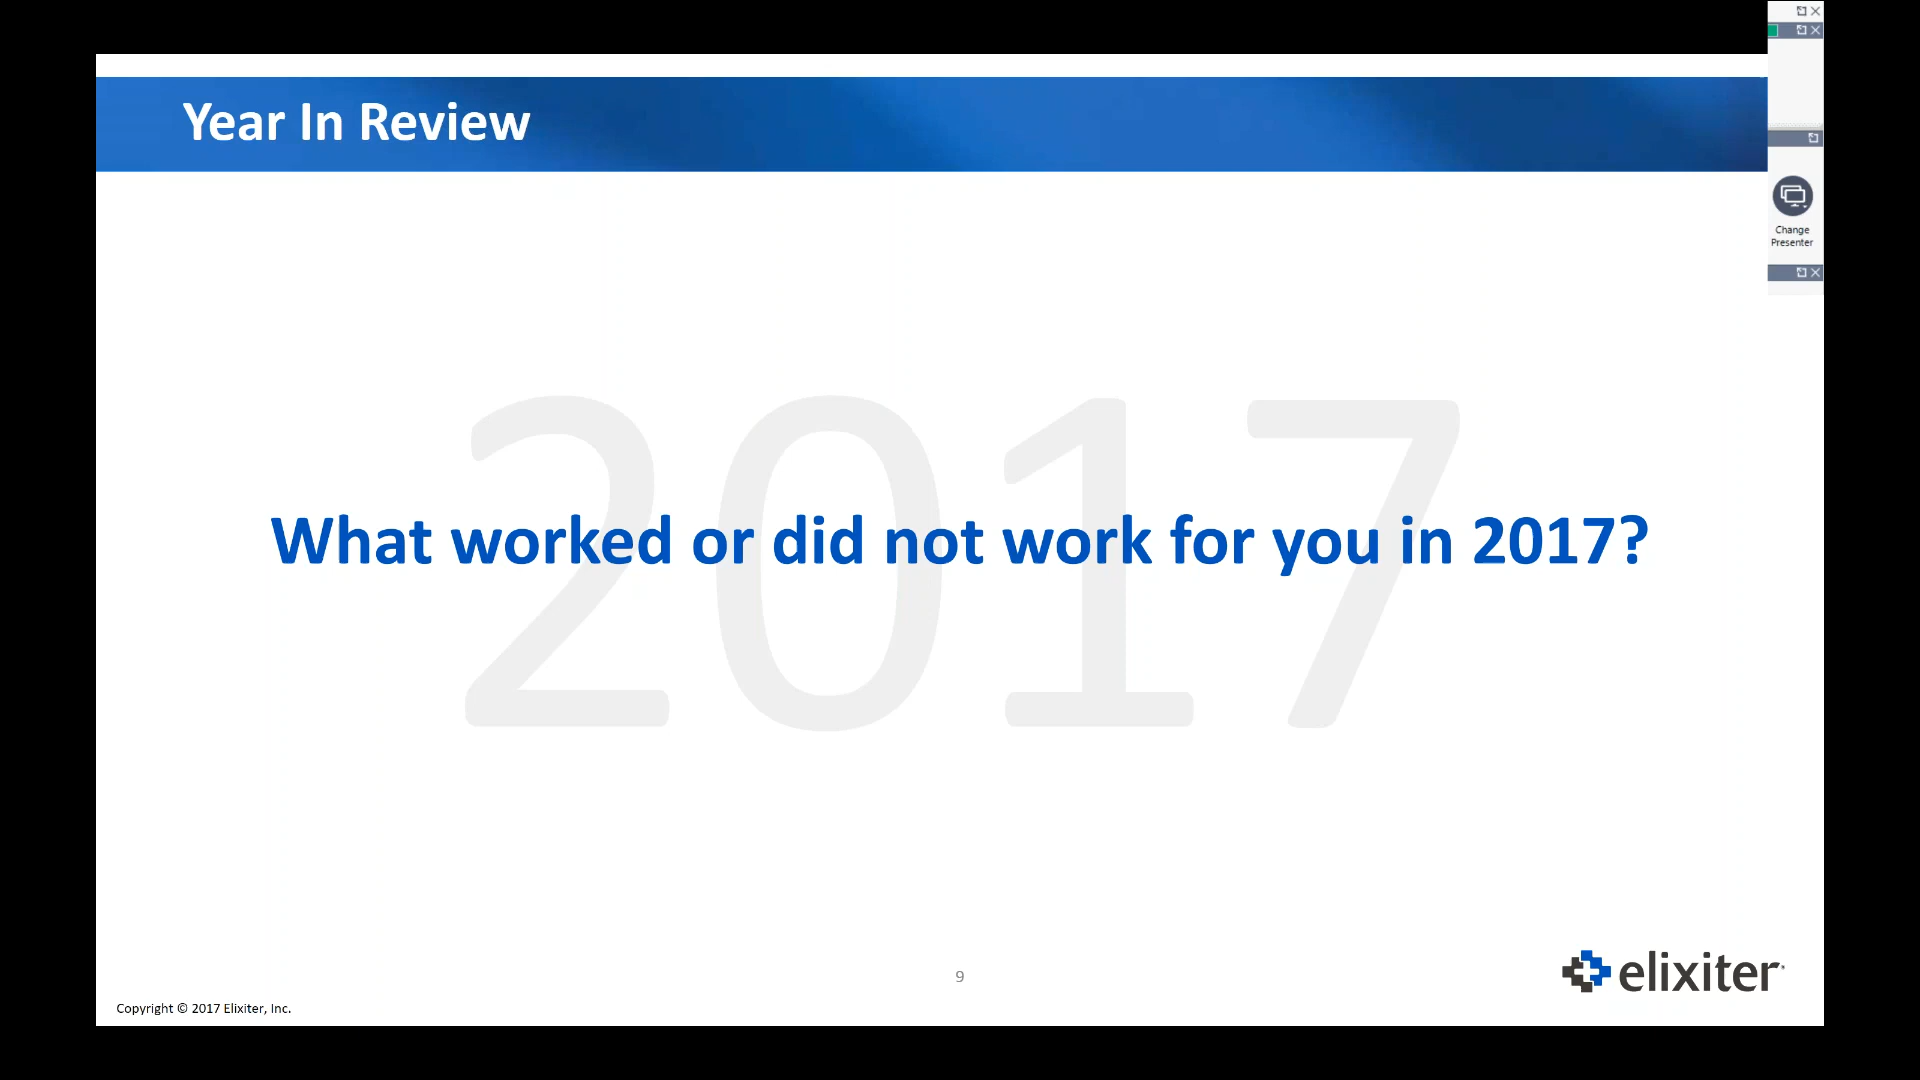 Year In Review
Change
Presenter
2017
What worked or did not work for you in 2017?
9
elixiter
Copyright © 2017 Elixiter, Inc.